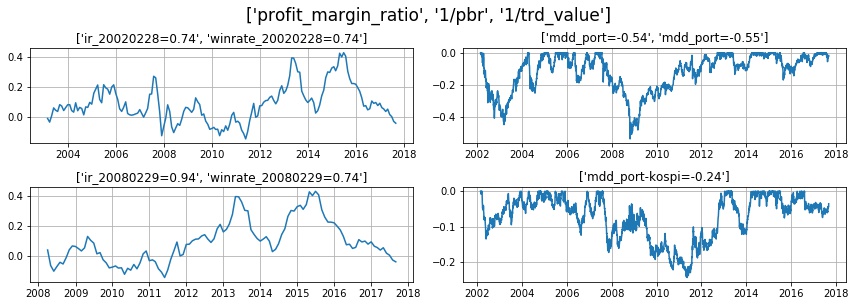 ['profit_margin_ratio', '1/pbr', '1/trd_value']
['ir_20020228=0.74', 'winrate_20020228=0.74']
0.4
0.2
0.0
2004 2006 2008 2010 2012 2014 2016 2018
['mdd_port=-0.54', 'mdd_port=-0.55']
0.0
−0.2
−0.4
2002 2004 2006 2008 2010 2012 2014 2016 2018
['ir_20080229=0.94', 'winrate_20080229=0.74']
0.4
0.2
0.0
2008 2009 2010 2011 2012 2013 2014 2015 2016 2017 2018
['mdd_port-kospi=-0.24']
0.0
−0.1
−0.2
2002 2004 2006 2008 2010 2012 2014 2016 2018